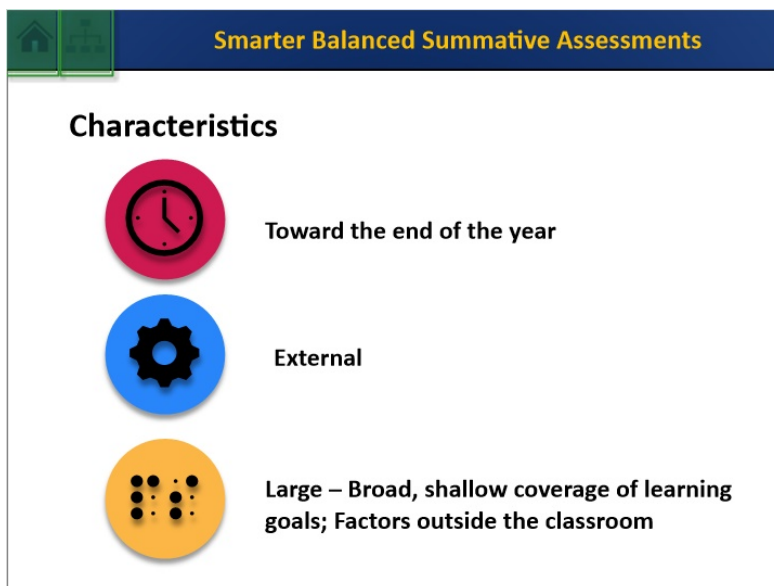 Smarter Balanced Summative Assessments
Characteristics
Toward the end of the year
External
Large – Broad, shallow coverage of learning
goals; Factors outside the classroom